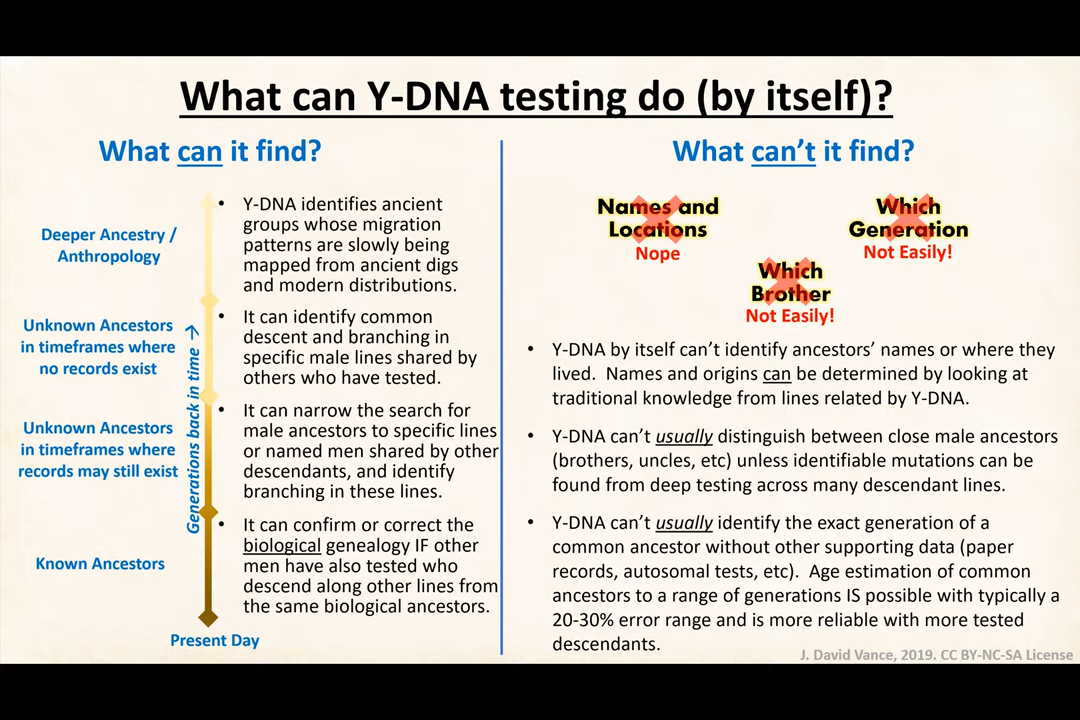 What can Y-DNA testing do (by itself)?
What can it find?
Deeper Ancestry /
Anthropology
Unknown Ancestors
in timeframes where
no records exist
Unknown Ancestors
in timeframes where
records may still exist
Known Ancestors
Generations back in time →
Present Day
• Y-DNA identifies ancient
groups whose migration
patterns are slowly being
mapped from ancient digs
and modern distributions.
• It can identify common
descent and branching in
specific male lines shared by
others who have tested.
• It can narrow the search for
male ancestors to specific lines
or named men shared by other
descendants, and identify
branching in these lines.
• It can confirm or correct the
biological genealogy IF other
men have also tested who
descend along other lines from
the same biological ancestors.
What can’t it find?
Names and
Locations
Nope
Which
Generation
Not Easily!
Which
Brother
Not Easily!
• Y-DNA by itself can’t identify ancestors’ names or where they
lived. Names and origins can be determined by looking at
traditional knowledge from lines related by Y-DNA.
• Y-DNA can’t usually distinguish between close male ancestors
(brothers, uncles, etc) unless identifiable mutations can be
found from deep testing across many descendant lines.
• Y-DNA can’t usually identify the exact generation of a
common ancestor without other supporting data (paper
records, autosomal tests, etc). Age estimation of common
ancestors to a range of generations IS possible with typically a
20-30% error range and is more reliable with more tested
descendants.
J. David Vance, 2019. CC BY-NC-SA License